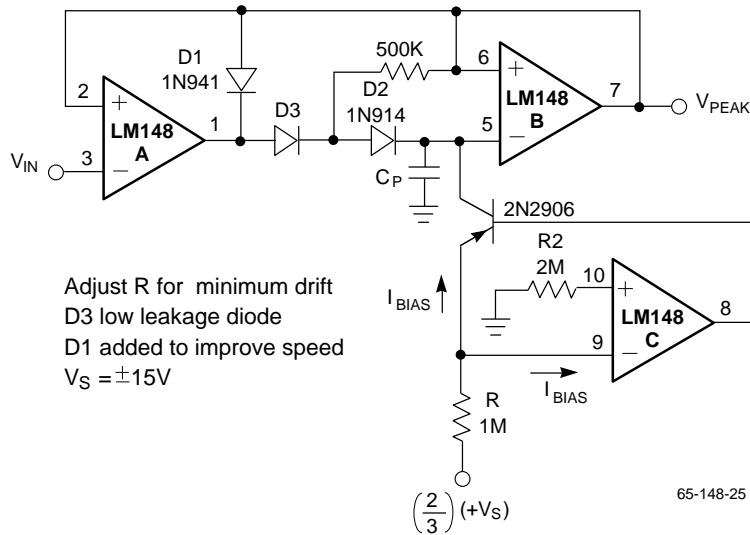 D1
1N941
500K
D2
1N914
D3
2
+
LM148
A
1
V_IN
3
−
6
+
LM148
B
7
V_PEAK
5
−
C_P
2N2906
R2
2M
10
+
LM148
C
8
9
−
I_BIAS
I_BIAS
Adjust R for minimum drift
D3 low leakage diode
D1 added to improve speed
V_S = ±15V
R
1M
(2/3) (+V_S)
65-148-25